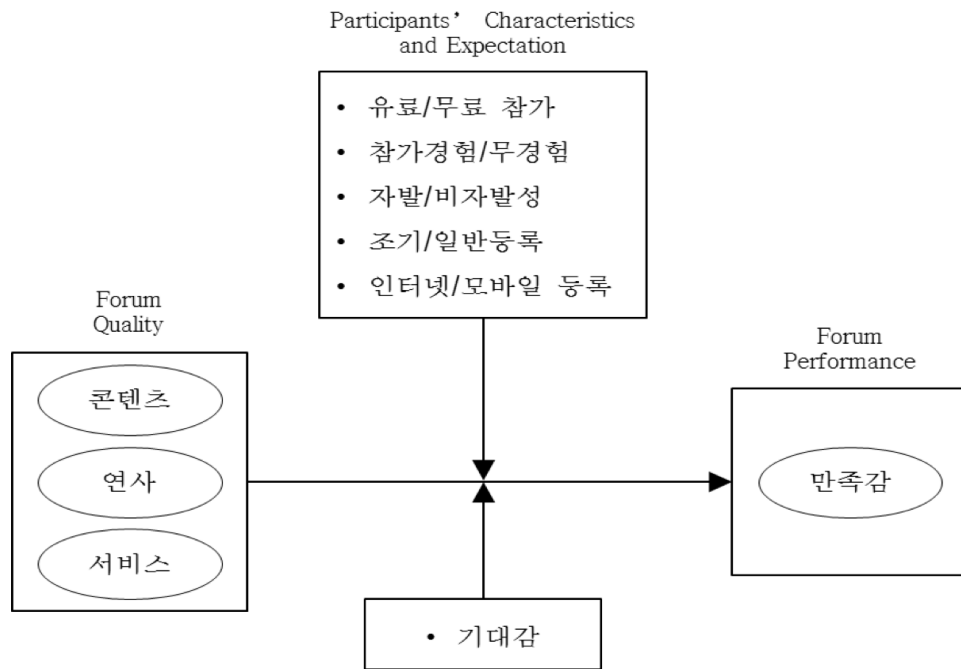 Participants’ Characteristics
and Expectation
• 유료/무료 참가
• 참가경험/무경험
• 자발/비자발성
• 조기/일반등록
• 인터넷/모바일 등록
Forum
Quality
콘텐츠
연사
서비스
Forum
Performance
만족감
• 기대감